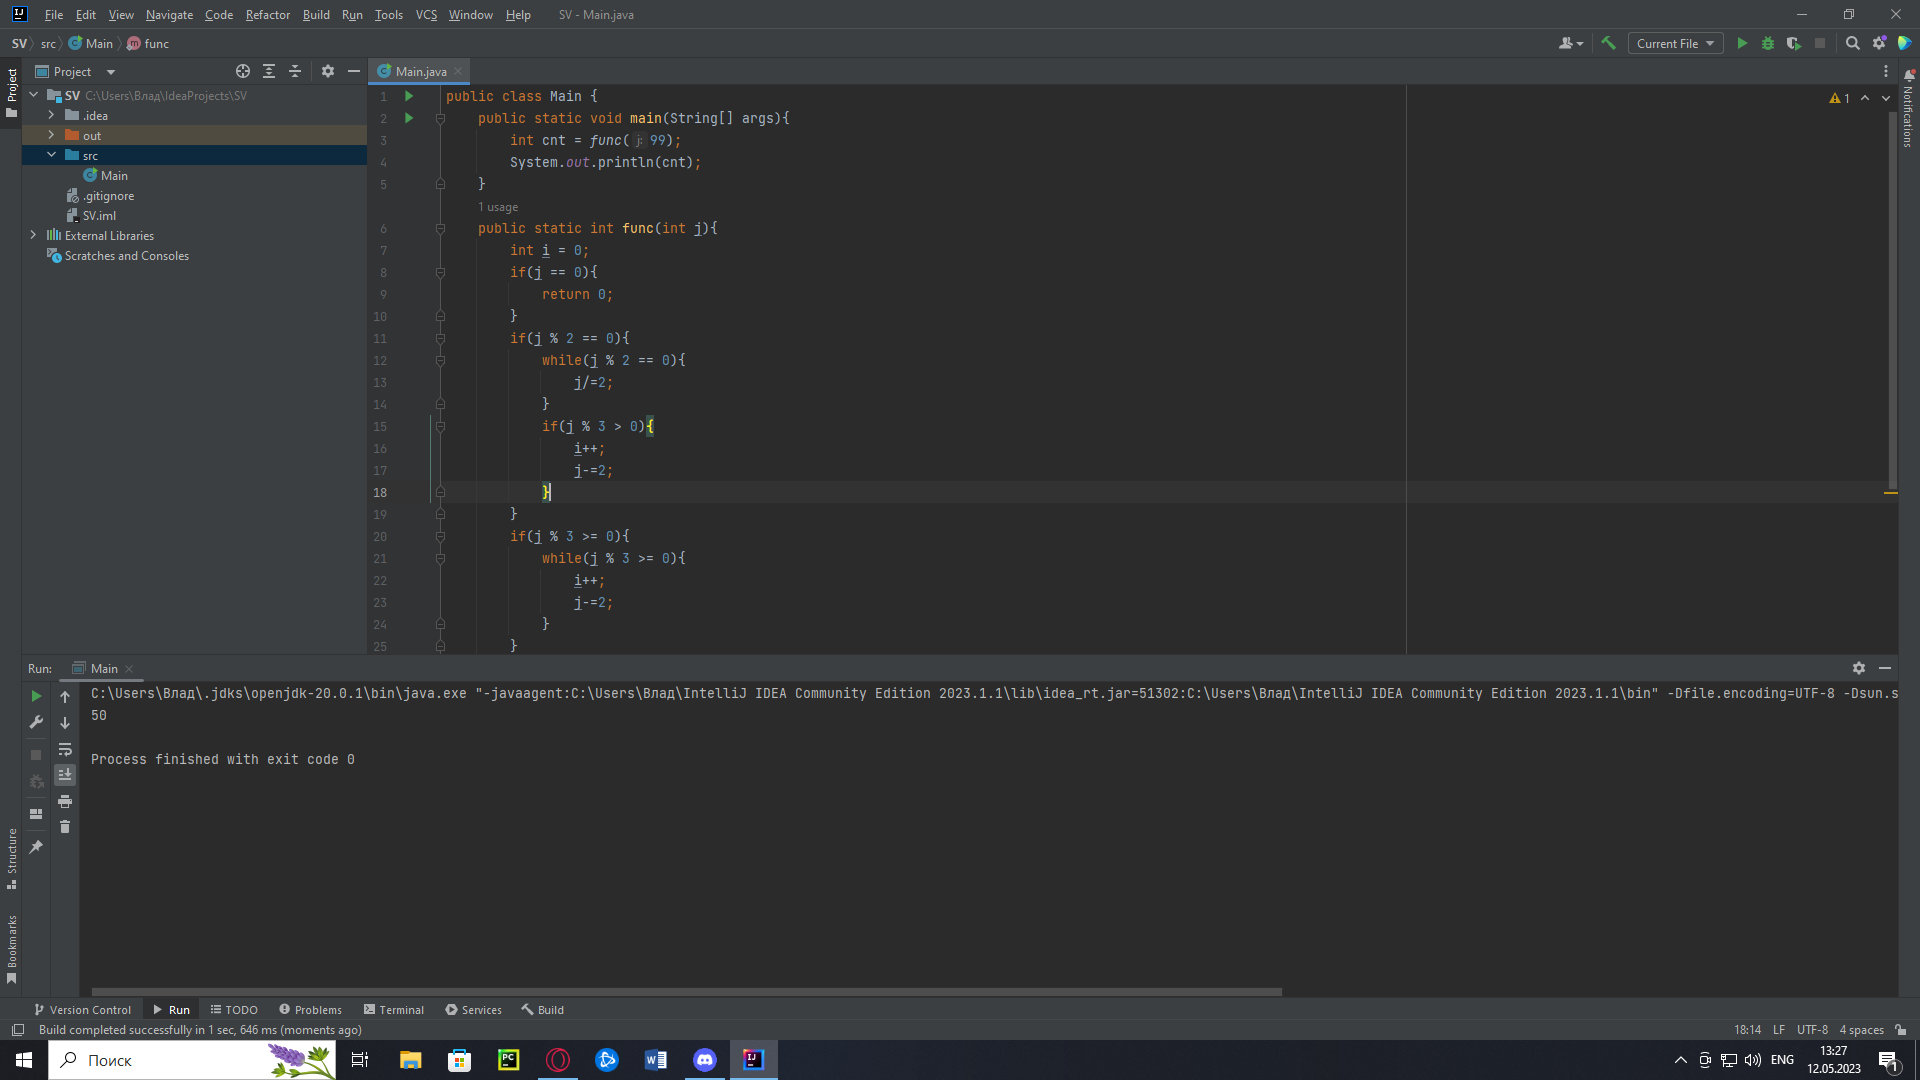 File Edit View Navigate Code Refactor Build Run Tools VCS Window Help SV - Main.java
SV src Main func
Current File
Project
Main.java
SV C:\Users\Влад\IdeaProjects\SV
.idea
out
src
Main
.gitignore
SV.iml
External Libraries
Scratches and Consoles
1 public class Main {
2 public static void main(String[] args){
3 int cnt = func( j: 99);
4 System.out.println(cnt);
5 }
1 usage
6 public static int func(int j){
7 int i = 0;
8 if(j == 0){
9 return 0;
10 }
11 if(j % 2 == 0){
12 while(j % 2 == 0){
13 j/=2;
14 }
15 if(j % 3 > 0){
16 i++;
17 j-=2;
18 }
19 }
20 if(j % 3 >= 0){
21 while(j % 3 >= 0){
22 i++;
23 j-=2;
24 }
25 }
1
Project
Notifications
Structure
Bookmarks
Run: Main
C:\Users\Влад\.jdks\openjdk-20.0.1\bin\java.exe "-javaagent:C:\Users\Влад\IntelliJ IDEA Community Edition 2023.1.1\lib\idea_rt.jar=51302:C:\Users\Влад\IntelliJ IDEA Community Edition 2023.1.1\bin" -Dfile.encoding=UTF-8 -Dsun.s
50
Process finished with exit code 0
Version Control Run TODO Problems Terminal Services Build
Build completed successfully in 1 sec, 646 ms (moments ago)
18:14 LF UTF-8 4 spaces
Поиск
ENG
13:27
12.05.2023
1